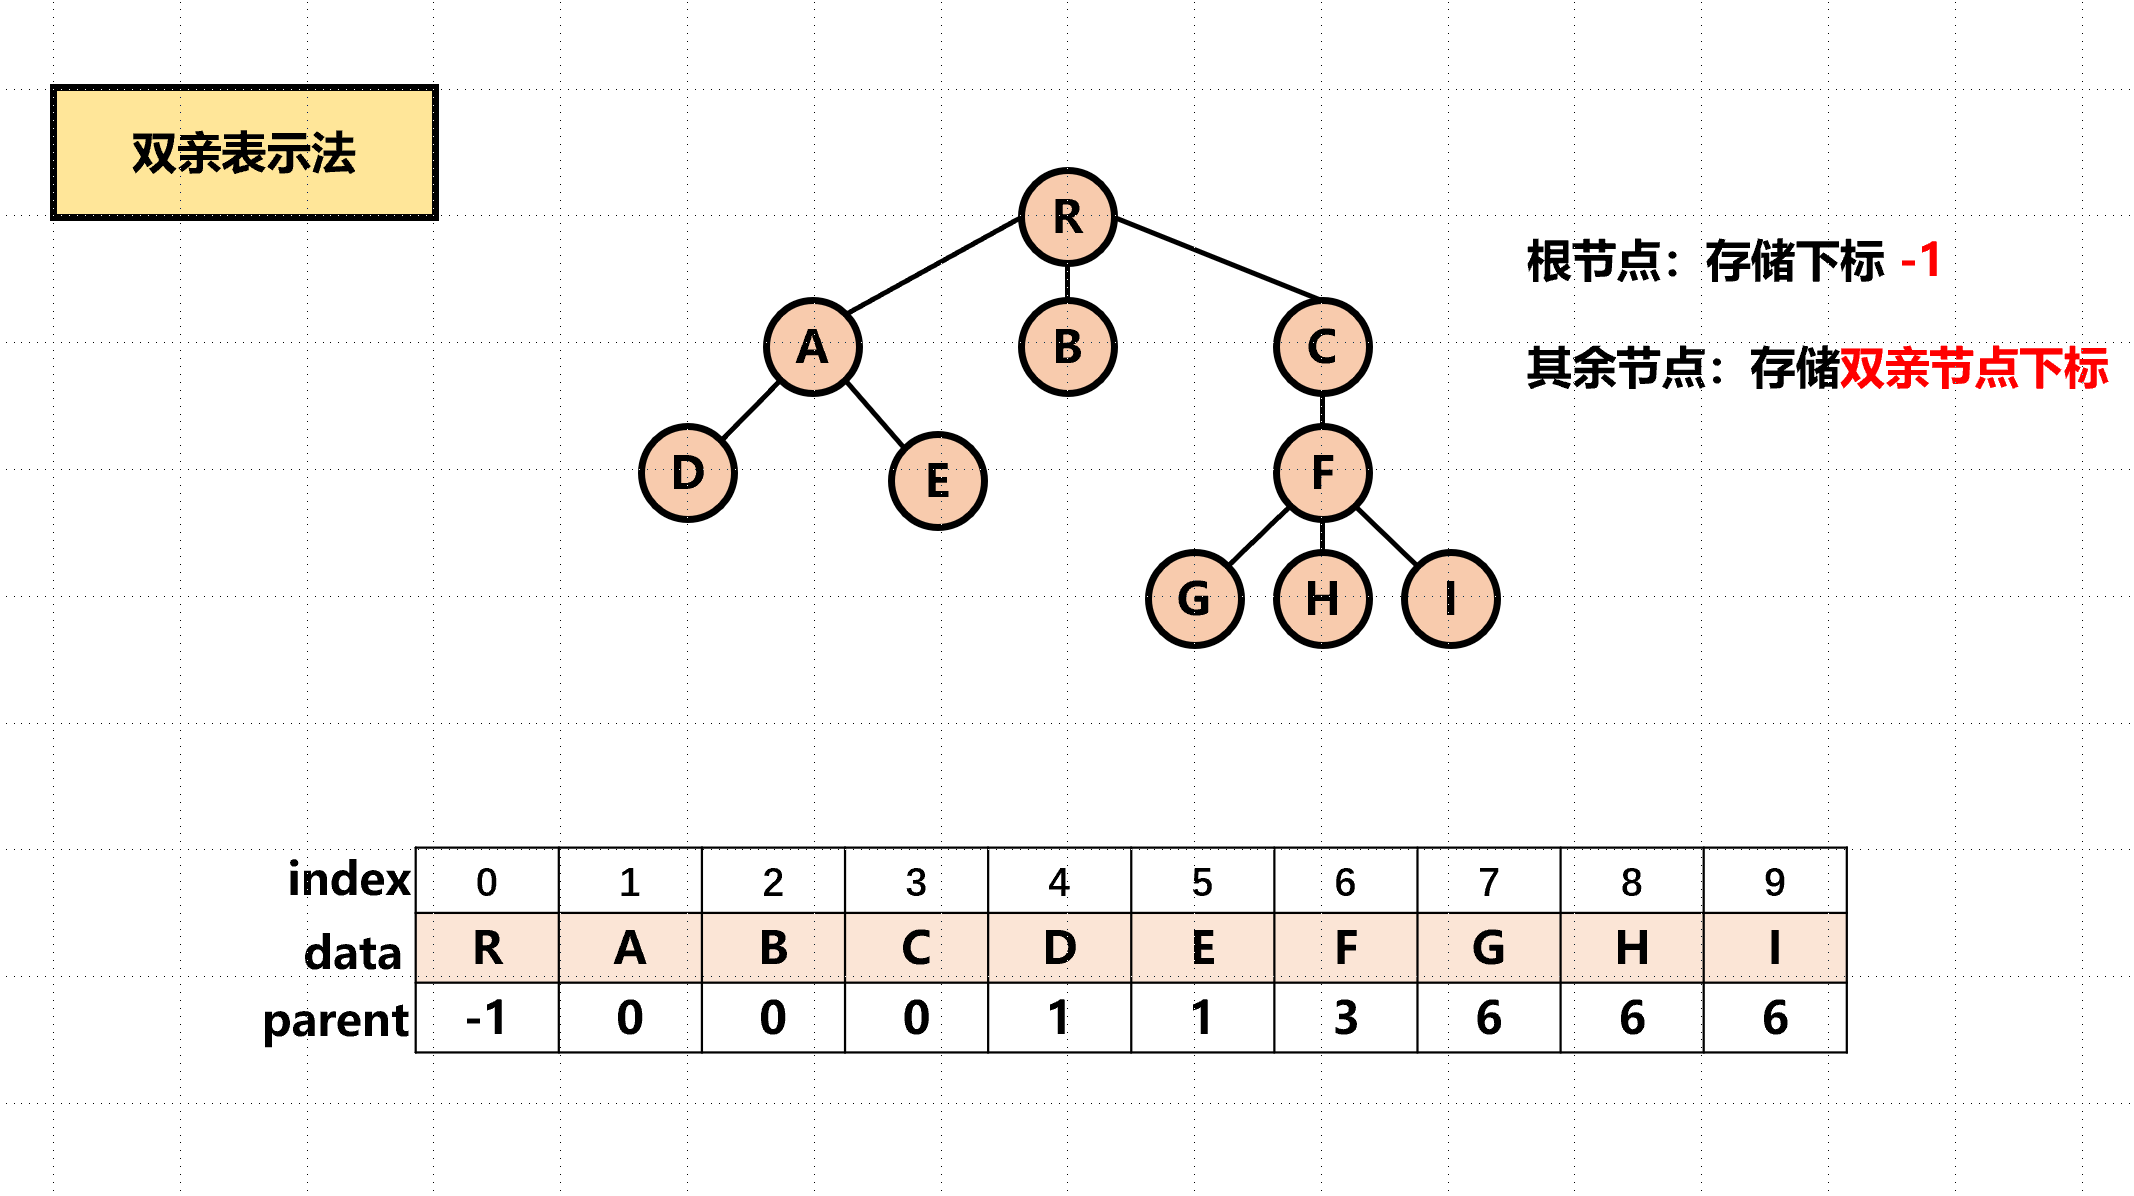 双亲表示法
R
根节点：存储下标 -1
A B C
其余节点：存储双亲节点下标
D E F
G H I
index 0 1 2 3 4 5 6 7 8 9
data R A B C D E F G H I
parent -1 0 0 0 1 1 3 6 6 6